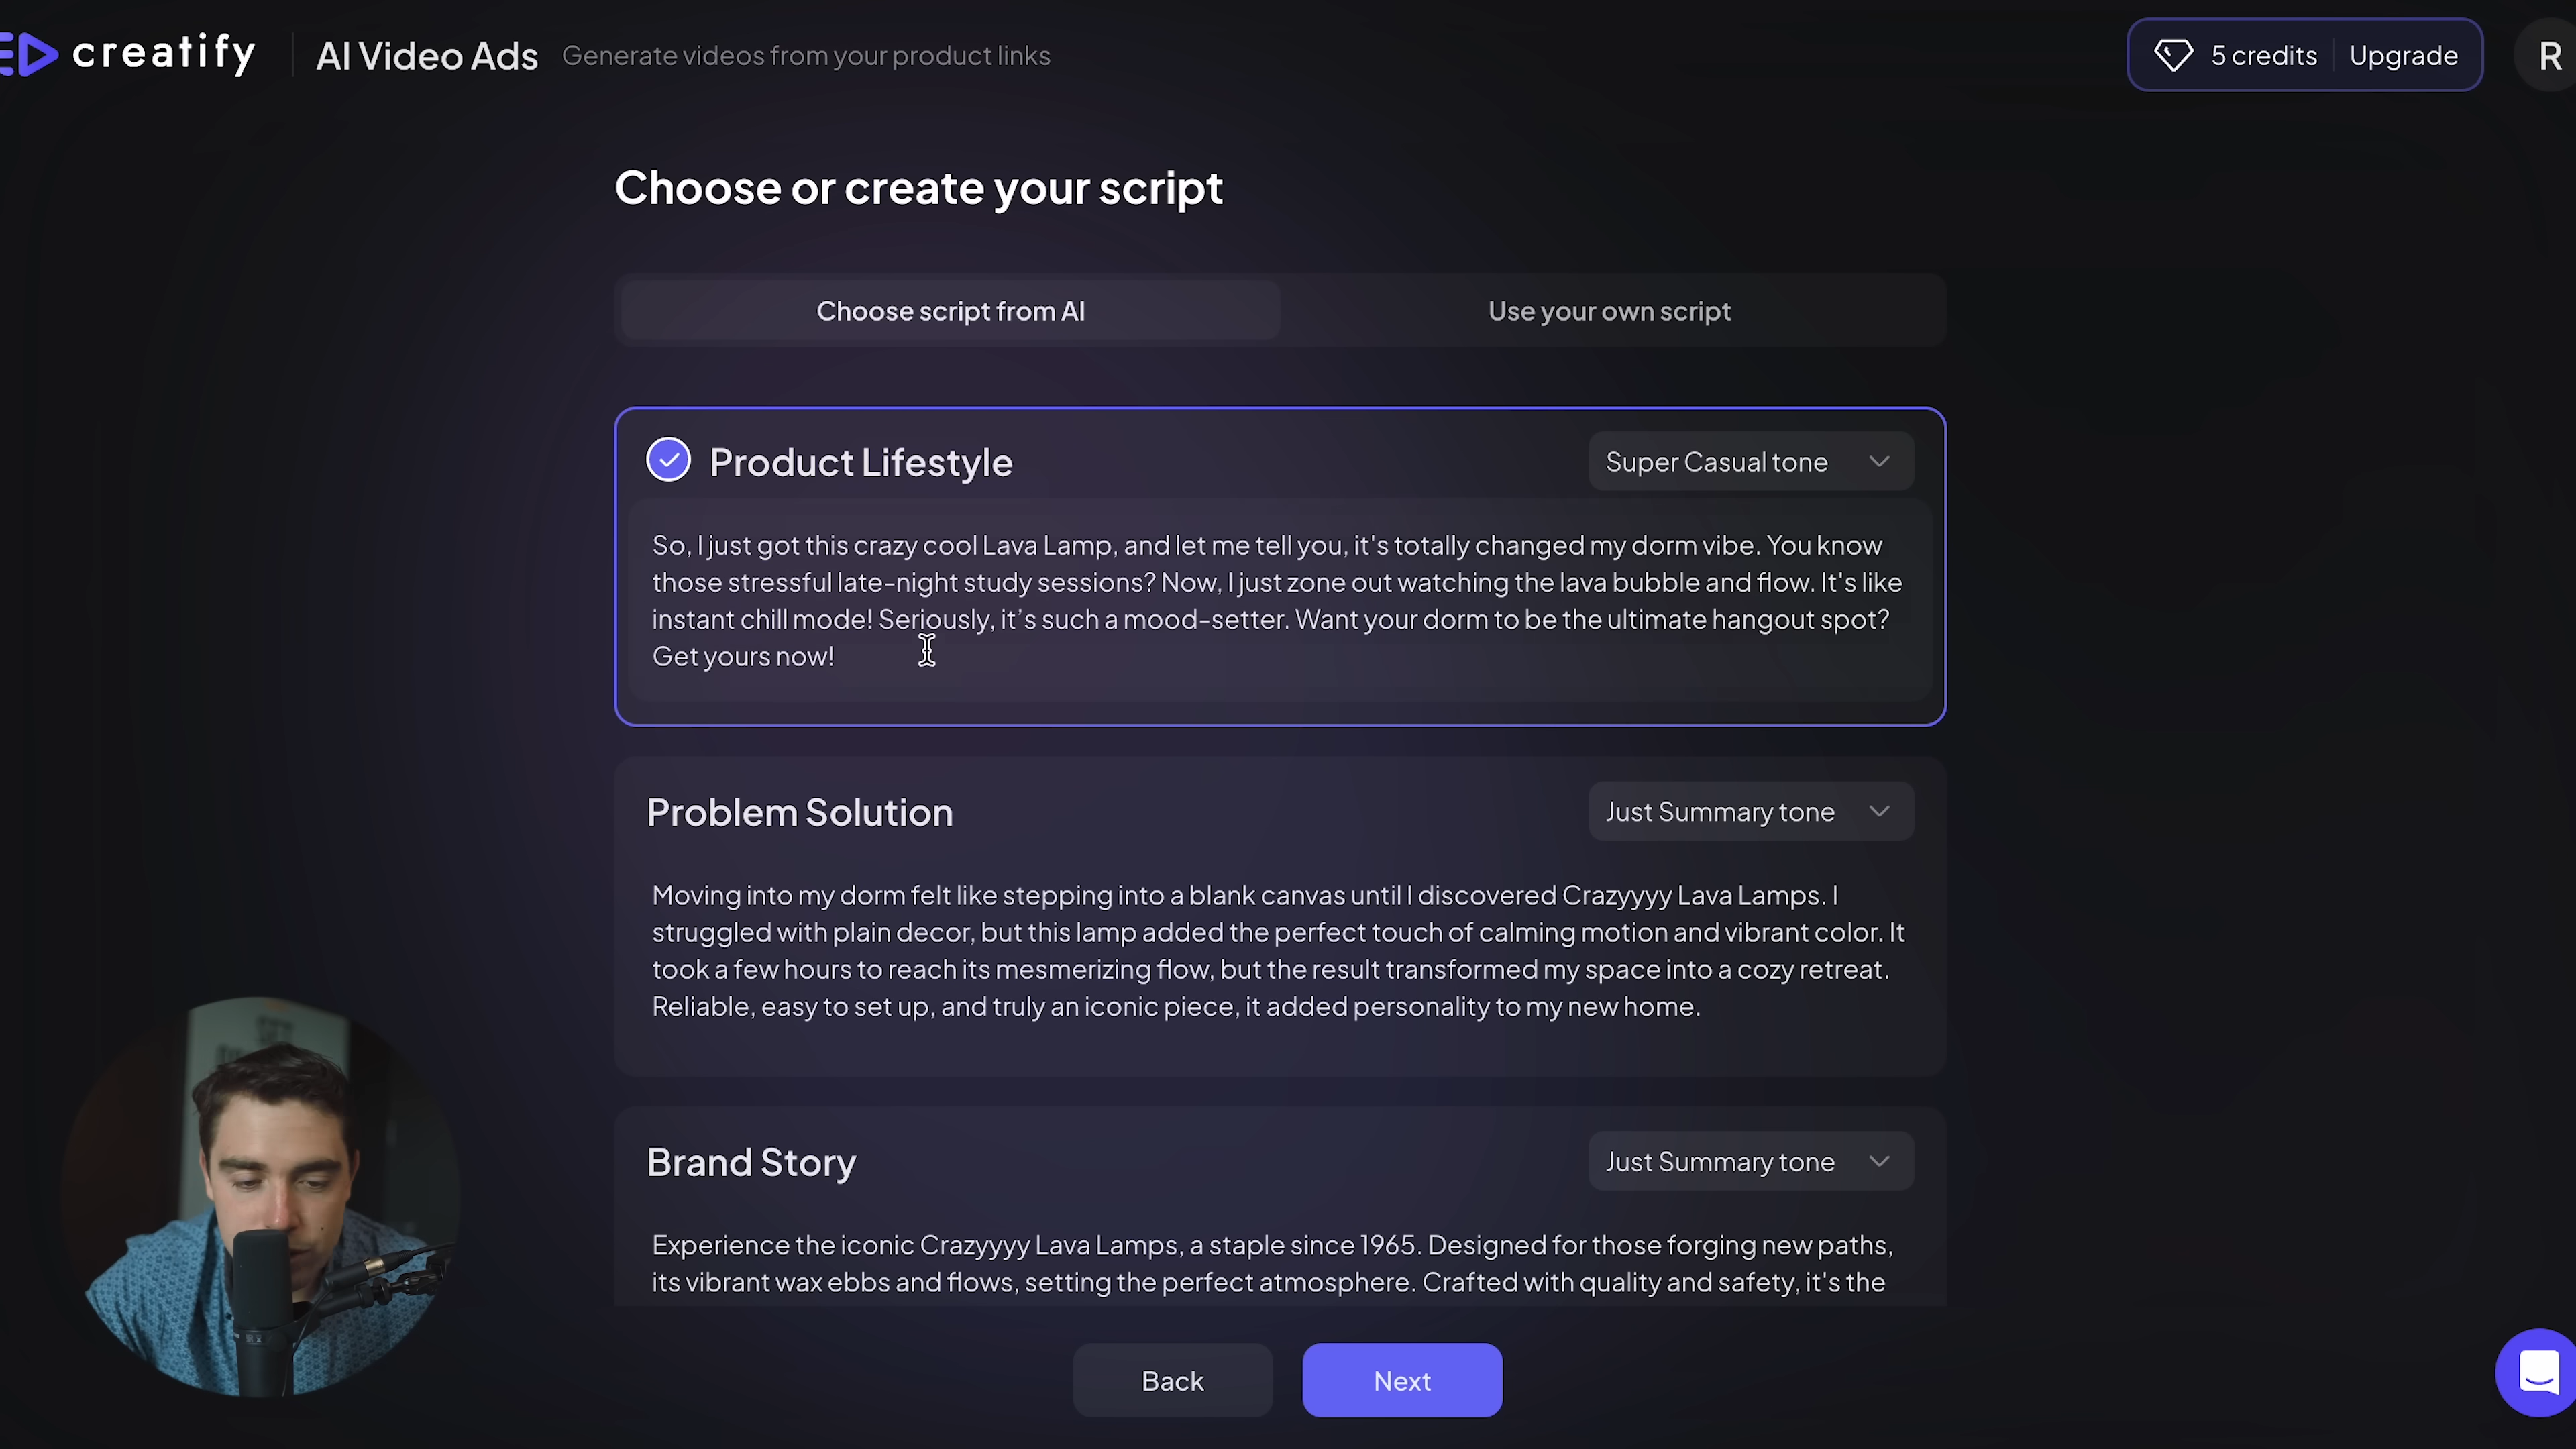 creatify
AI Video Ads
Generate videos from your product links
5 credits
Upgrade
R
Choose or create your script
Choose script from AI
Use your own script
Product Lifestyle
Super Casual tone
So, I just got this crazy cool Lava Lamp, and let me tell you, it's totally changed my dorm vibe. You know
those stressful late-night study sessions? Now, I just zone out watching the lava bubble and flow. It's like
instant chill mode! Seriously, it's such a mood-setter. Want your dorm to be the ultimate hangout spot?
Get yours now!
Problem Solution
Just Summary tone
Moving into my dorm felt like stepping into a blank canvas until I discovered Crazyyyy Lava Lamps. I
struggled with plain decor, but this lamp added the perfect touch of calming motion and vibrant color. It
took a few hours to reach its mesmerizing flow, but the result transformed my space into a cozy retreat.
Reliable, easy to set up, and truly an iconic piece, it added personality to my new home.
Brand Story
Just Summary tone
Experience the iconic Crazyyyy Lava Lamps, a staple since 1965. Designed for those forging new paths,
its vibrant wax ebbs and flows, setting the perfect atmosphere. Crafted with quality and safety, it's the
Back
Next